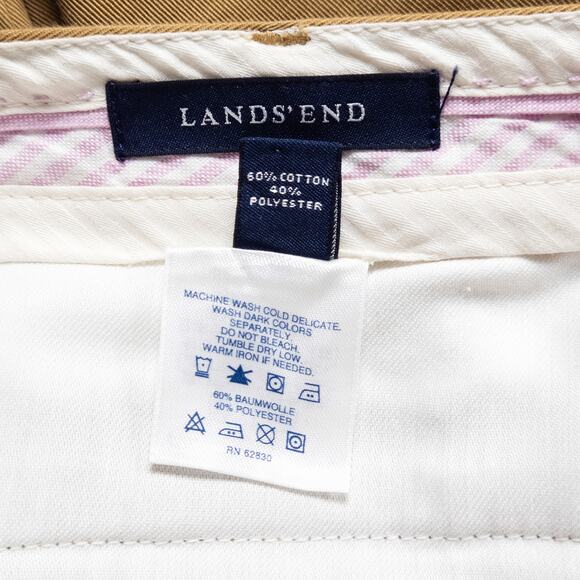 LANDS' END
60% COTTON
40%
POLYESTER
MACHINE WASH COLD DELICATE.
WASH DARK COLORS
SEPARATELY.
DO NOT BLEACH.
TUMBLE DRY LOW.
WARM IRON IF NEEDED.
60% BAUMWOLLE
40% POLYESTER
RN 62830